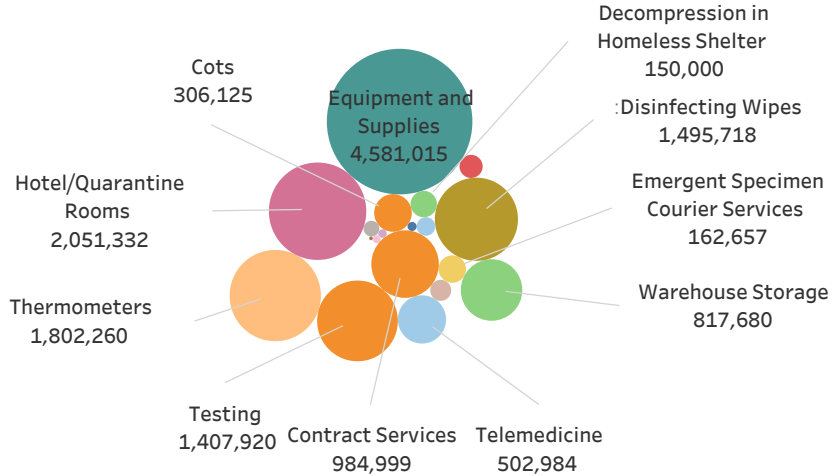 Decompression in
Homeless Shelter
150,000
Cots
306,125
Equipment and
Supplies
4,581,015
:Disinfecting Wipes
1,495,718
Hotel/Quarantine
Rooms
2,051,332
Emergent Specimen
Courier Services
162,657
Thermometers
1,802,260
Warehouse Storage
817,680
Testing
1,407,920
Contract Services
984,999
Telemedicine
502,984